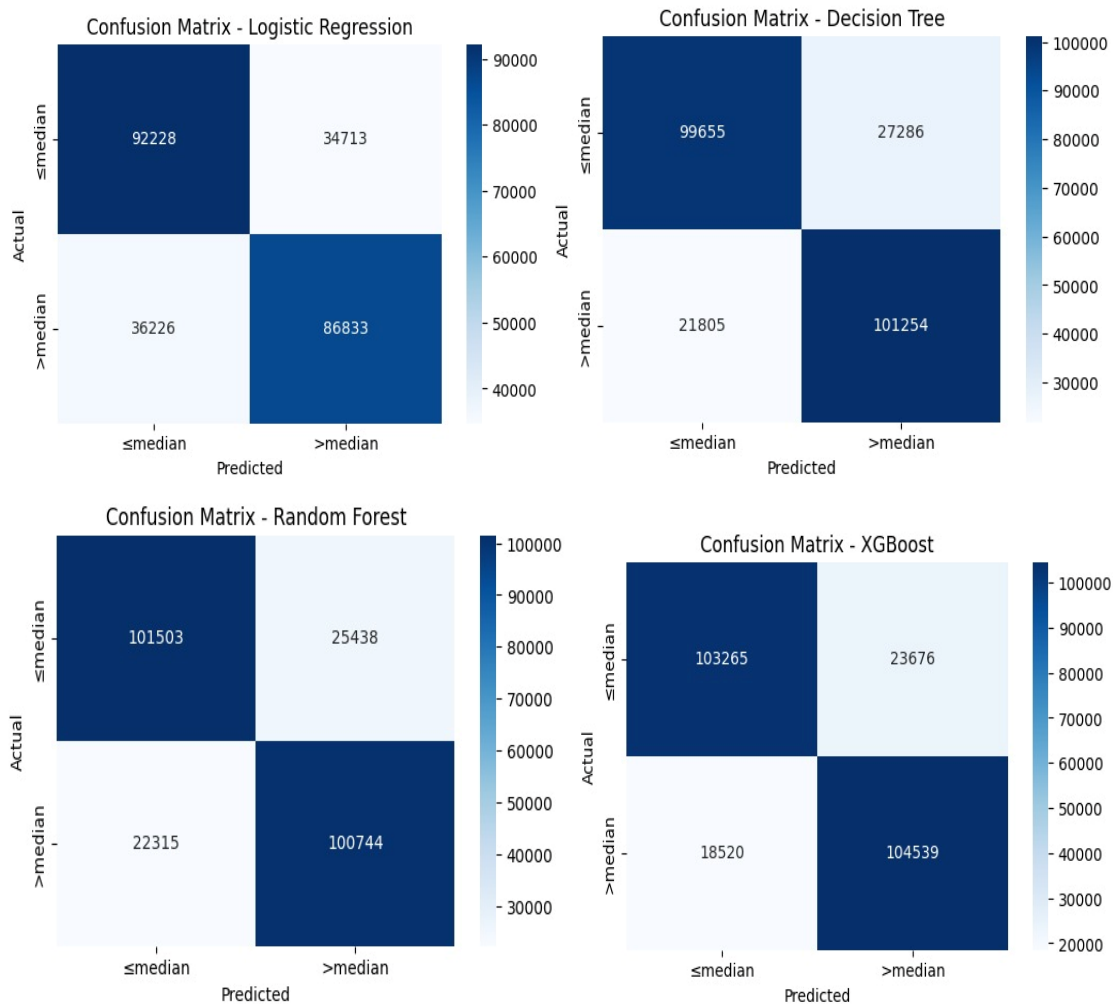 Confusion Matrix - Logistic Regression
≤median
>median
Actual
92228 34713
36226 86833
≤median >median
Predicted
90000
80000
70000
60000
50000
40000
Confusion Matrix - Decision Tree
≤median
>median
Actual
99655 27286
21805 101254
≤median >median
Predicted
100000
90000
80000
70000
60000
50000
40000
30000
Confusion Matrix - Random Forest
≤median
>median
Actual
101503 25438
22315 100744
≤median >median
Predicted
100000
90000
80000
70000
60000
50000
40000
30000
Confusion Matrix - XGBoost
≤median
>median
Actual
103265 23676
18520 104539
≤median >median
Predicted
100000
90000
80000
70000
60000
50000
40000
30000
20000